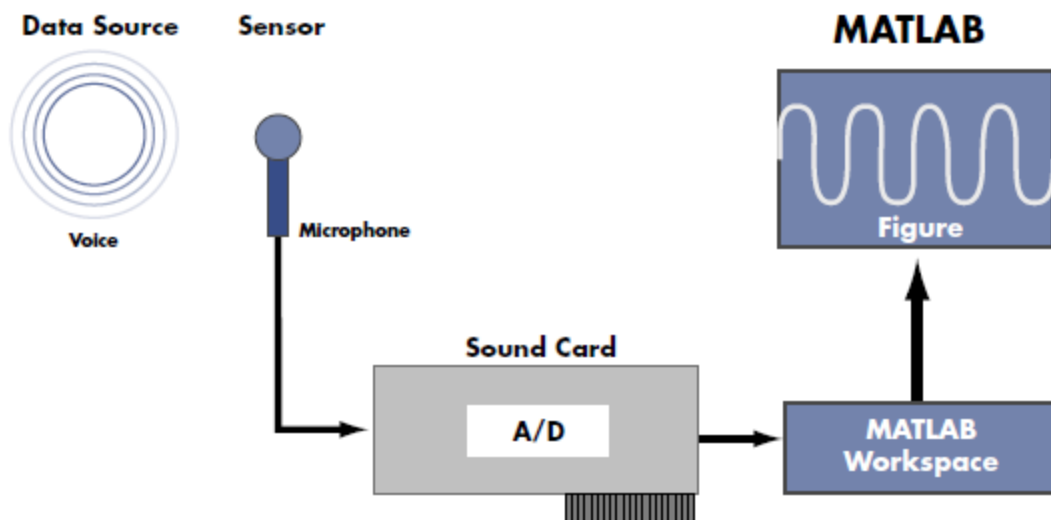 Data Source
Sensor
MATLAB
Voice
Microphone
Figure
Sound Card
A/D
MATLAB
Workspace